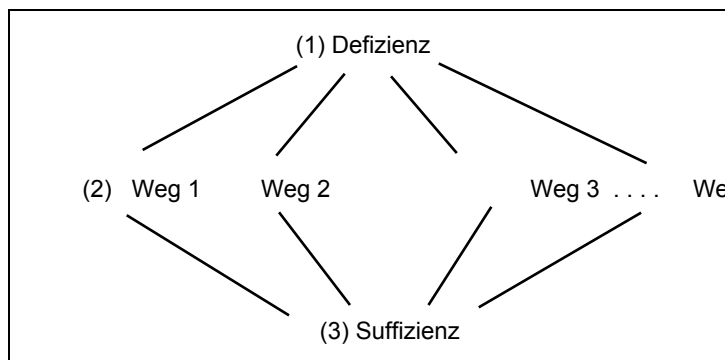 (1) Defizienz
(2) Weg 1 Weg 2 Weg 3 . . . .
(3) Suffizienz